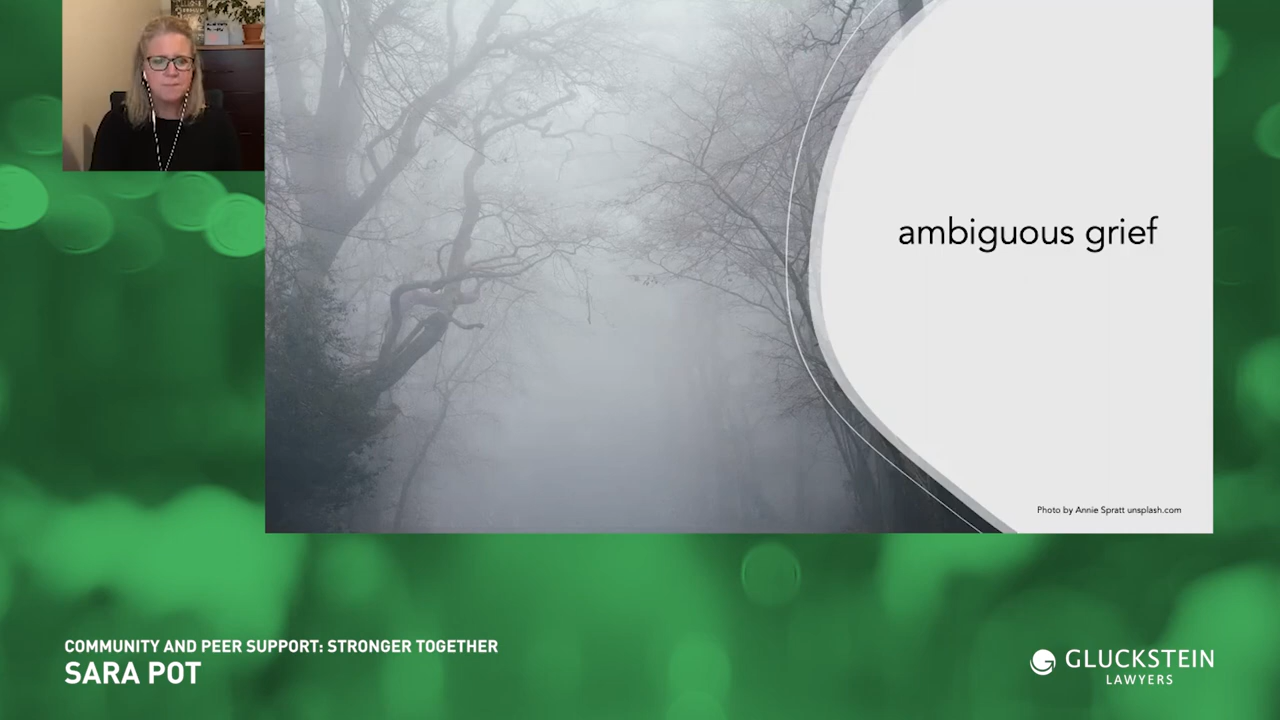 ambiguous grief
Photo by Annie Spratt unsplash.com
COMMUNITY AND PEER SUPPORT: STRONGER TOGETHER
SARA POT
GLUCKSTEIN
LAWYERS